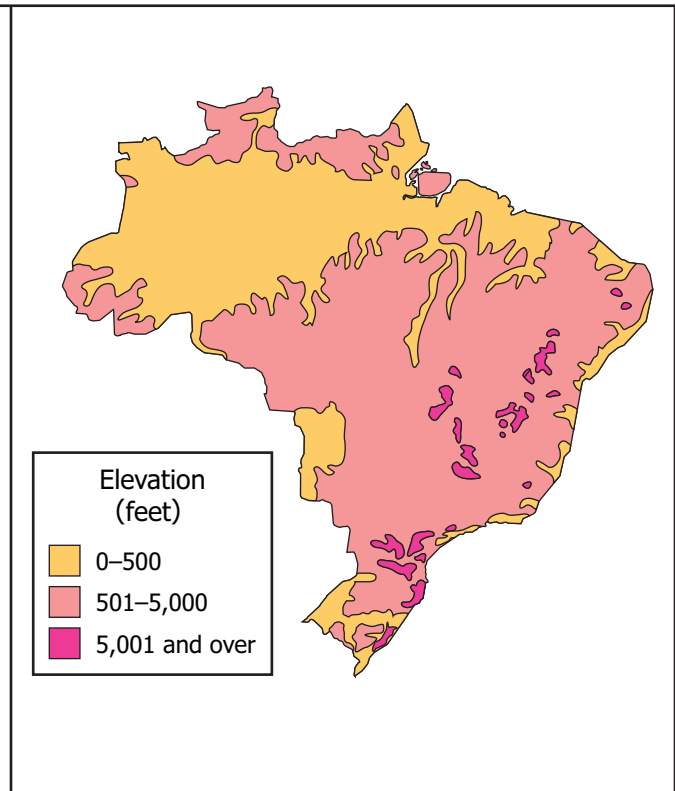 Elevation
(feet)
0–500
501–5,000
5,001 and over